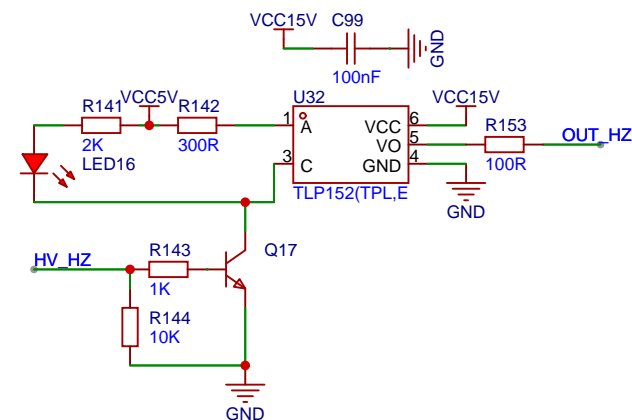 VCC15V C99
GND
100nF
R141 VCC5V R142
U32
VCC15V
2K
300R
LED16
1
A
3
C
VCC
6
VO
5
GND
4
R153
100R
OUT_HZ
TLP152(TPL,E
GND
HV_HZ
R143
1K
Q17
R144
10K
GND